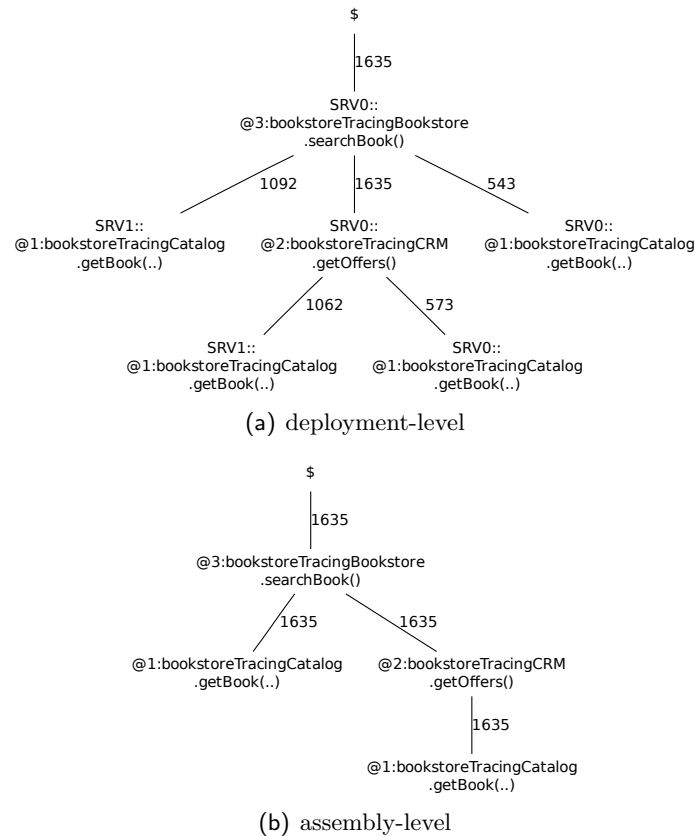 $
1635
SRV0::
@3:bookstoreTracingBookstore
.searchBook()
1092
1635
543
SRV1::
@1:bookstoreTracingCatalog
.getBook(..)
SRV0::
@2:bookstoreTracingCRM
.getOffers()
SRV0::
@1:bookstoreTracingCatalog
.getBook(..)
1062
573
SRV1::
@1:bookstoreTracingCatalog
.getBook(..)
SRV0::
@1:bookstoreTracingCatalog
.getBook(..)
(a) deployment-level
$
1635
@3:bookstoreTracingBookstore
.searchBook()
1635
1635
@1:bookstoreTracingCatalog
.getBook(..)
@2:bookstoreTracingCRM
.getOffers()
1635
@1:bookstoreTracingCatalog
.getBook(..)
(b) assembly-level